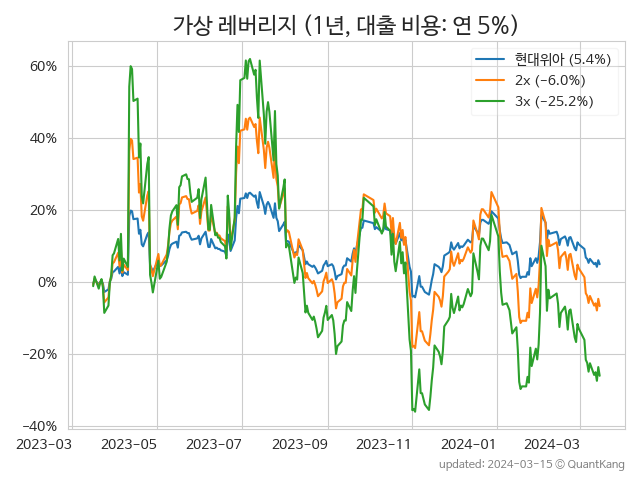 가상 레버리지 (1년, 대출 비용: 연 5%)
현대위아 (5.4%)
2x (−6.0%)
3x (−25.2%)
60%
40%
20%
0%
−20%
−40%
2023-03 2023-05 2023-07 2023-09 2023-11 2024-01 2024-03
updated: 2024-03-15 ⓒ QuantKang